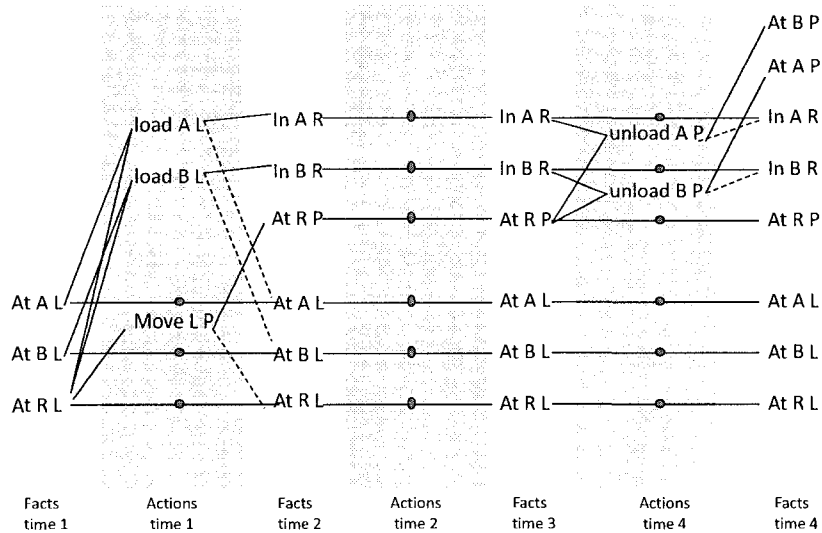 At B P
At A P
load A L
In A R
In A R
unload A P
In A R
load B L
In B R
In B R
unload B P
In B R
At R P
At R P
At R P
At A L
At A L
At A L
At A L
Move L P
At B L
At B L
At B L
At B L
At R L
At R L
At R L
At R L
Facts
time 1
Actions
time 1
Facts
time 2
Actions
time 2
Facts
time 3
Actions
time 4
Facts
time 4